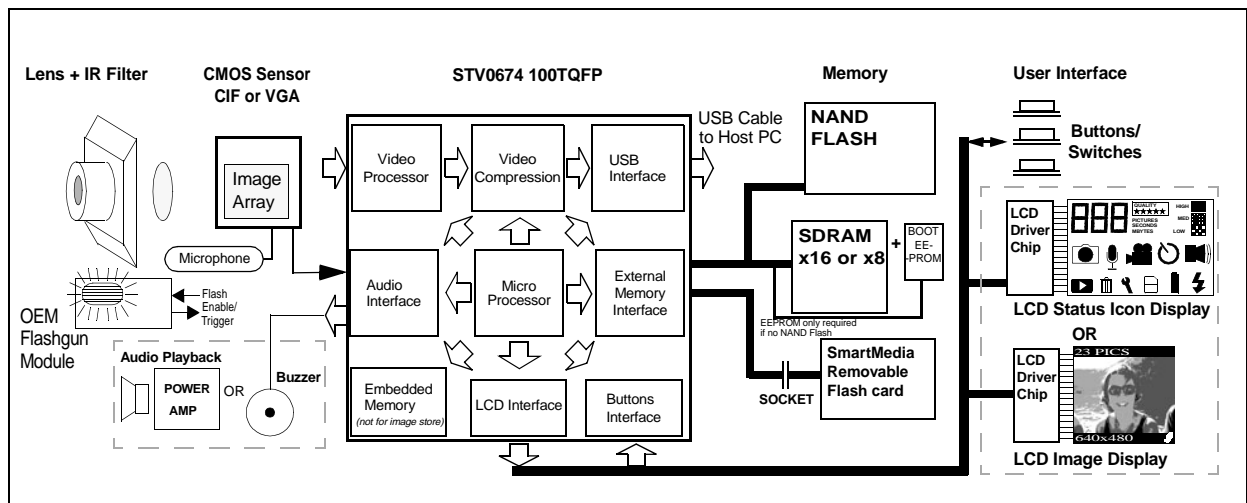 Lens + IR Filter
CMOS Sensor
CIF or VGA
STV0674 100TQFP
Memory
User Interface
Image
Array
Microphone
OEM
Flashgun
Module
Flash
Enable/
Trigger
Audio Playback
POWER
AMP
OR
Buzzer
Video
Processor
Video
Compression
USB
Interface
Audio
Interface
Micro
Processor
External
Memory
Interface
Embedded
Memory
(not for image store)
LCD Interface
Buttons
Interface
USB Cable
to Host PC
NAND
FLASH
SDRAM
x16 or x8
+
BOOT
EE-
-PROM
EEPROM only required
if no NAND Flash
SOCKET
SmartMedia
Removable
Flash card
Buttons/
Switches
LCD
Driver
Chip
888
QUALITY
★★★★★
PICTURES
SECONDS
MBYTES
HIGH
MED
LOW
LCD Status Icon Display
OR
LCD
Driver
Chip
23 PICS
640x480
LCD Image Display